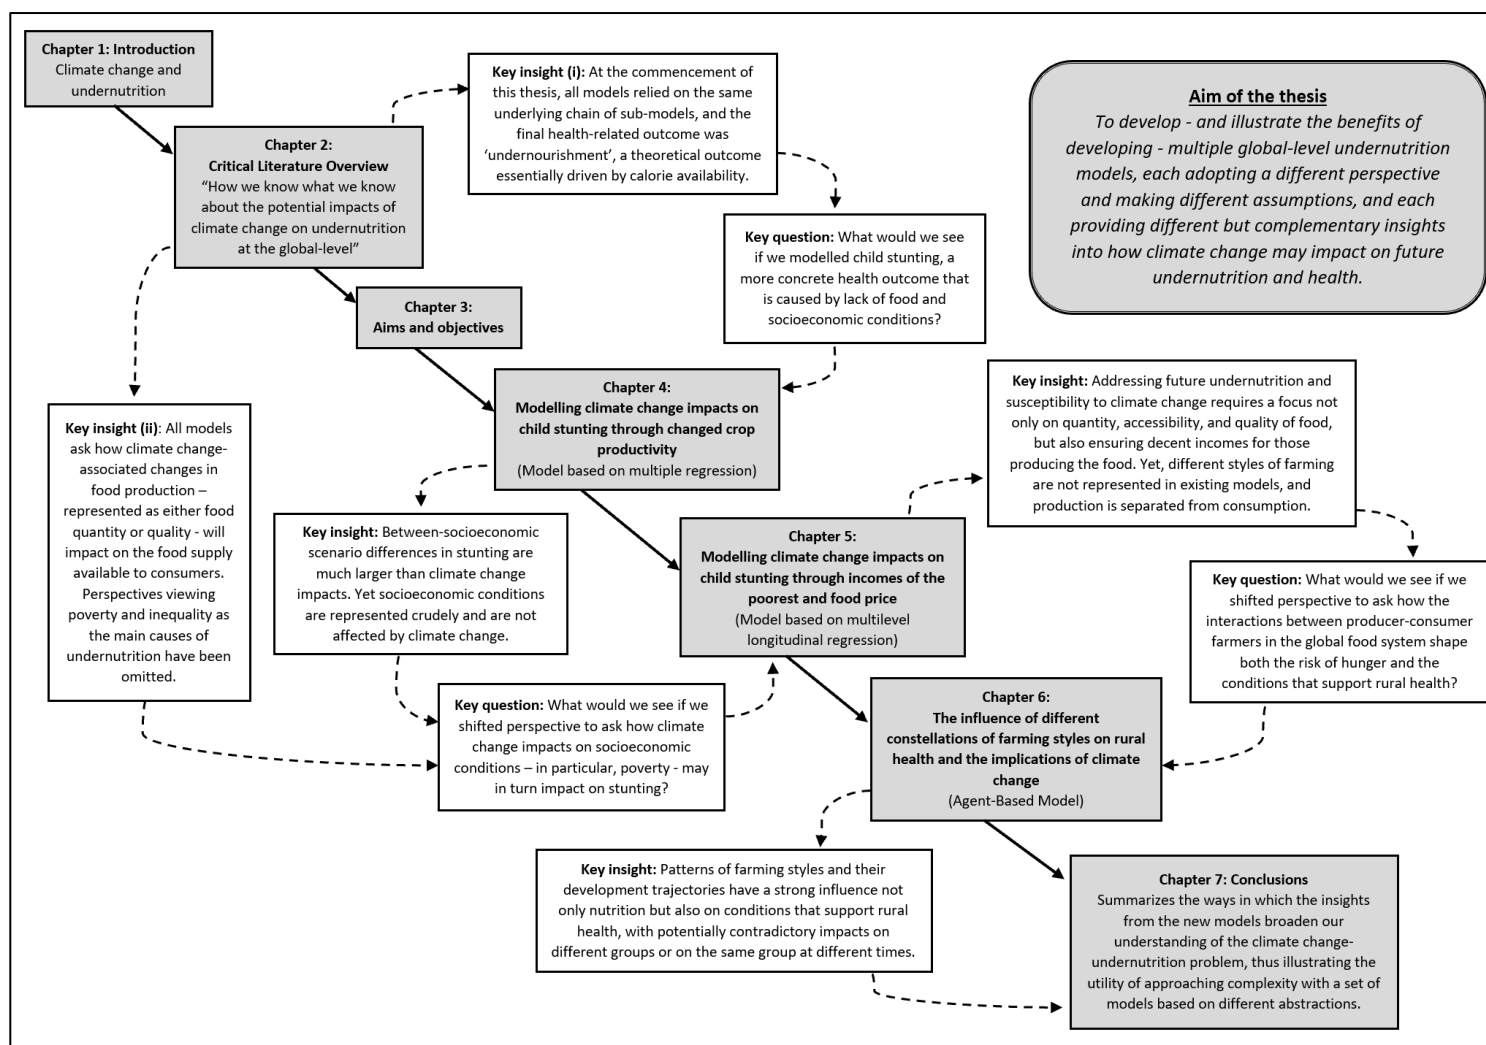 Chapter 1: Introduction
Climate change and
undernutrition
Chapter 2:
Critical Literature Overview
“How we know what we know
about the potential impacts of
climate change on undernutrition
at the global-level”
Key insight (i): At the commencement of
this thesis, all models relied on the same
underlying chain of sub-models, and the
final health-related outcome was
‘undernourishment’, a theoretical outcome
essentially driven by calorie availability.
Aim of the thesis
To develop - and illustrate the benefits of
developing - multiple global-level undernutrition
models, each adopting a different perspective
and making different assumptions, and each
providing different but complementary insights
into how climate change may impact on future
undernutrition and health.
Key question: What would we see
if we modelled child stunting, a
more concrete health outcome that
is caused by lack of food and
socioeconomic conditions?
Chapter 3:
Aims and objectives
Chapter 4:
Modelling climate change impacts on
child stunting through changed crop
productivity
(Model based on multiple regression)
Key insight (ii): All models
ask how climate change-
associated changes in
food production –
represented as either food
quantity or quality - will
impact on the food supply
available to consumers.
Perspectives viewing
poverty and inequality as
the main causes of
undernutrition have been
omitted.
Key insight: Between-socioeconomic
scenario differences in stunting are
much larger than climate change
impacts. Yet socioeconomic conditions
are represented crudely and are not
affected by climate change.
Key question: What would we see if we
shifted perspective to ask how climate
change impacts on socioeconomic
conditions – in particular, poverty - may
in turn impact on stunting?
Chapter 5:
Modelling climate change impacts on
child stunting through incomes of the
poorest and food price
(Model based on multilevel
longitudinal regression)
Key insight: Addressing future undernutrition and
susceptibility to climate change requires a focus not
only on quantity, accessibility, and quality of food,
but also ensuring decent incomes for those
producing the food. Yet, different styles of farming
are not represented in existing models, and
production is separated from consumption.
Key question: What would we see if we
shifted perspective to ask how the
interactions between producer-consumer
farmers in the global food system shape
both the risk of hunger and the
conditions that support rural health?
Chapter 6:
The influence of different
constellations of farming styles on rural
health and the implications of climate
change
(Agent-Based Model)
Key insight: Patterns of farming styles and their
development trajectories have a strong influence not
only nutrition but also on conditions that support rural
health, with potentially contradictory impacts on
different groups or on the same group at different times.
Chapter 7: Conclusions
Summarizes the ways in which the insights
from the new models broaden our
understanding of the climate change-
undernutrition problem, thus illustrating the
utility of approaching complexity with a set of
models based on different abstractions.